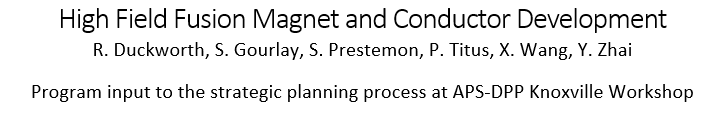 High Field Fusion Magnet and Conductor Development
R. Duckworth, S. Gourlay, S. Prestemon, P. Titus, X. Wang, Y. Zhai
Program input to the strategic planning process at APS-DPP Knoxville Workshop